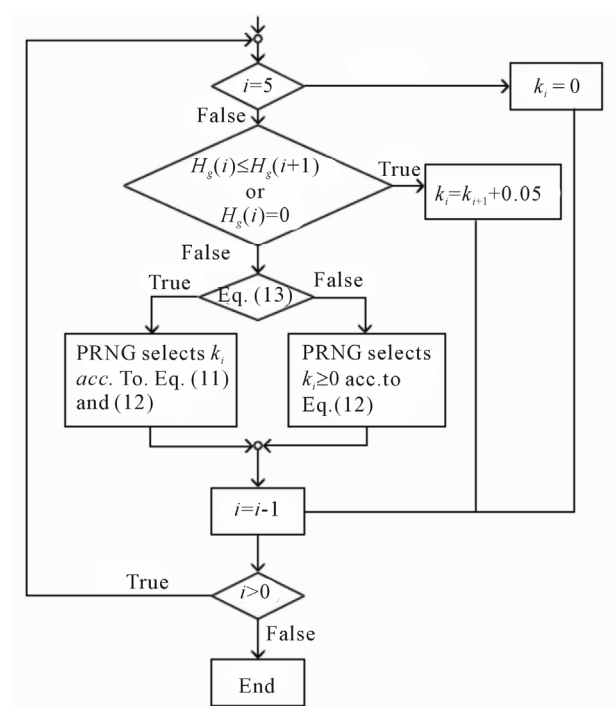 i=5
k_i = 0
False
H_g(i)≤H_g(i+1)
or
H_g(i)=0
True
k_i=k_{i+1}+0.05
False
True
Eq. (13)
False
PRNG selects k_i
acc. To. Eq. (11)
and (12)
PRNG selects
k_i≥0 acc.to
Eq.(12)
i=i-1
True
i>0
False
End